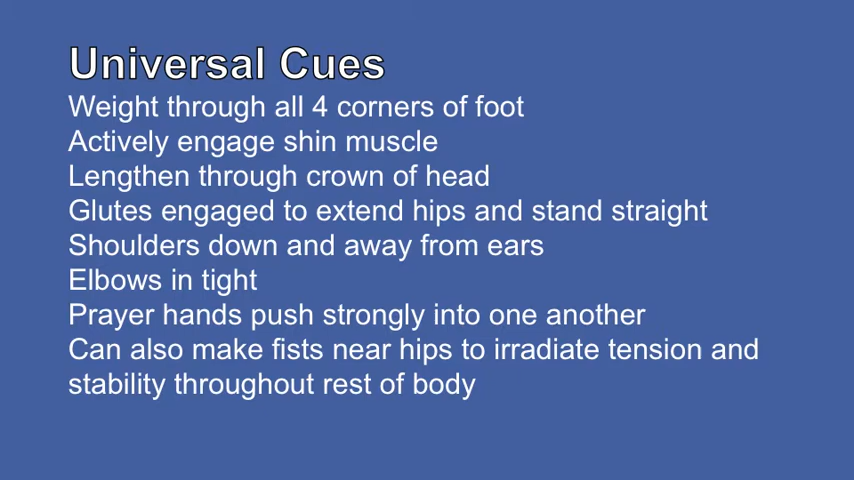 Universal Cues
Weight through all 4 corners of foot
Actively engage shin muscle
Lengthen through crown of head
Glutes engaged to extend hips and stand straight
Shoulders down and away from ears
Elbows in tight
Prayer hands push strongly into one another
Can also make fists near hips to irradiate tension and
stability throughout rest of body